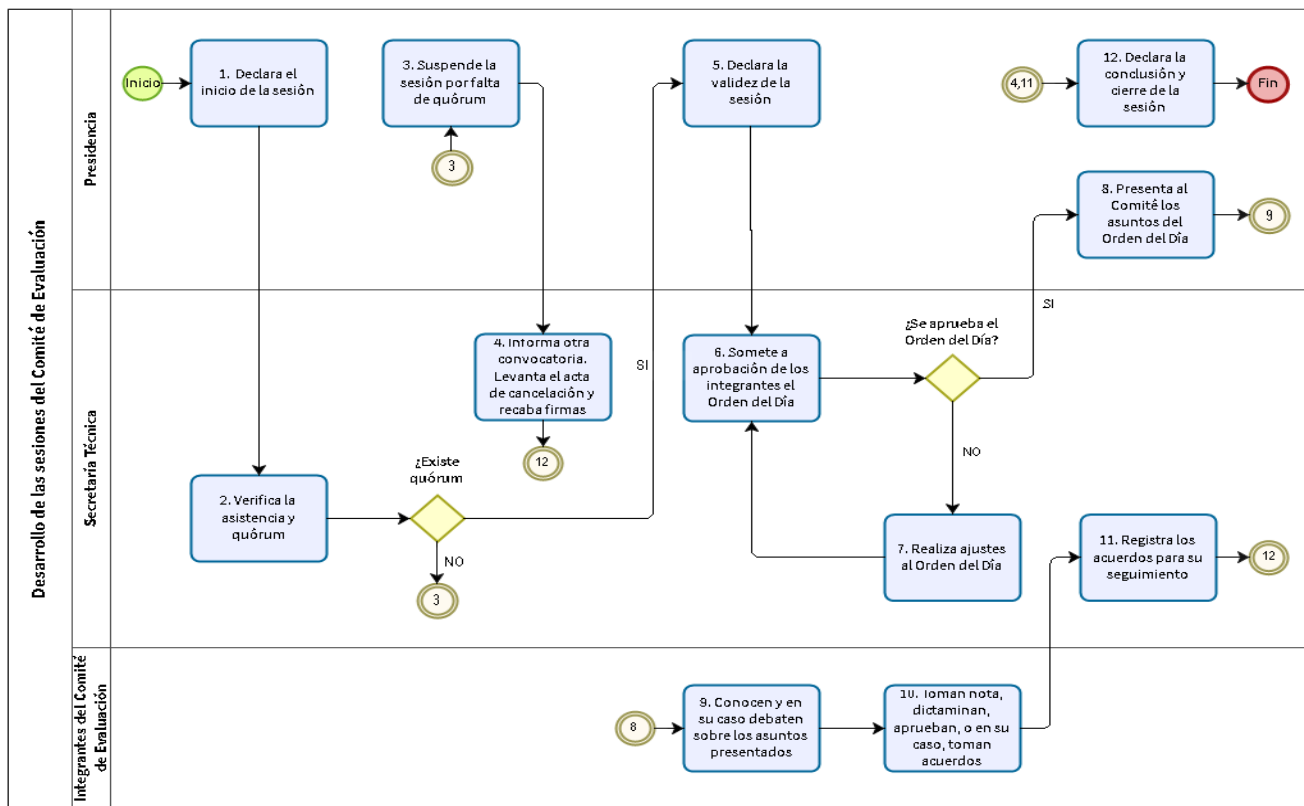 Desarrollo de las sesiones del Comité de Evaluación
Presidencia
Inicio
1. Declara el
inicio de la sesión
3. Suspende la
sesión por falta
de quórum
3
5. Declara la
validez de la
sesión
4,11
12. Declara la
conclusión y
cierre de la
sesión
Fin
8. Presenta al
Comité los
asuntos del
Orden del Día
9
Secretaría Técnica
2. Verifica la
asistencia y
quórum
¿Existe
quórum
NO
3
SI
4. Informa otra
convocatoria.
Levanta el acta
de cancelación y
recaba firmas
12
6. Somete a
aprobación de los
integrantes el
Orden del Día
¿Se aprueba el
Orden del Día?
SI
NO
7. Realiza ajustes
al Orden del Día
11. Registra los
acuerdos para su
seguimiento
12
Integrantes del Comité
de Evaluación
8
9. Conocen y en
su caso debaten
sobre los asuntos
presentados
10. Toman nota,
dictaminan,
aprueban, o en su
caso, toman
acuerdos